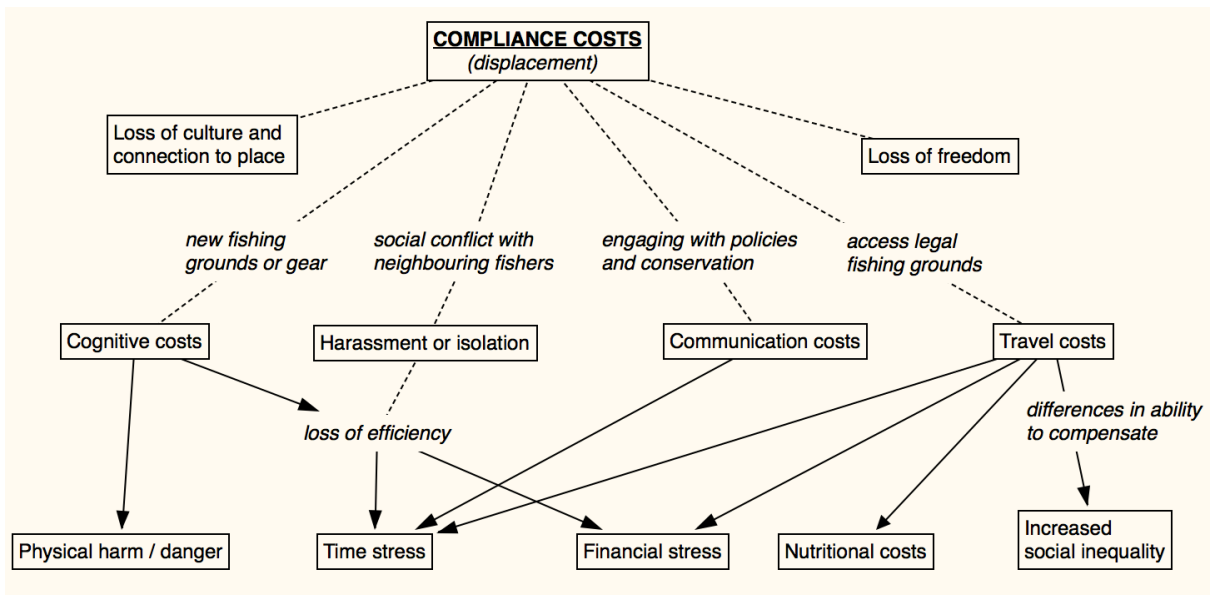 COMPLIANCE COSTS
(displacement)
Loss of culture and
connection to place
Loss of freedom
new fishing
grounds or gear
social conflict with
neighbouring fishers
engaging with policies
and conservation
access legal
fishing grounds
Cognitive costs
Harassment or isolation
Communication costs
Travel costs
loss of efficiency
differences in ability
to compensate
Physical harm / danger
Time stress
Financial stress
Nutritional costs
Increased
social inequality